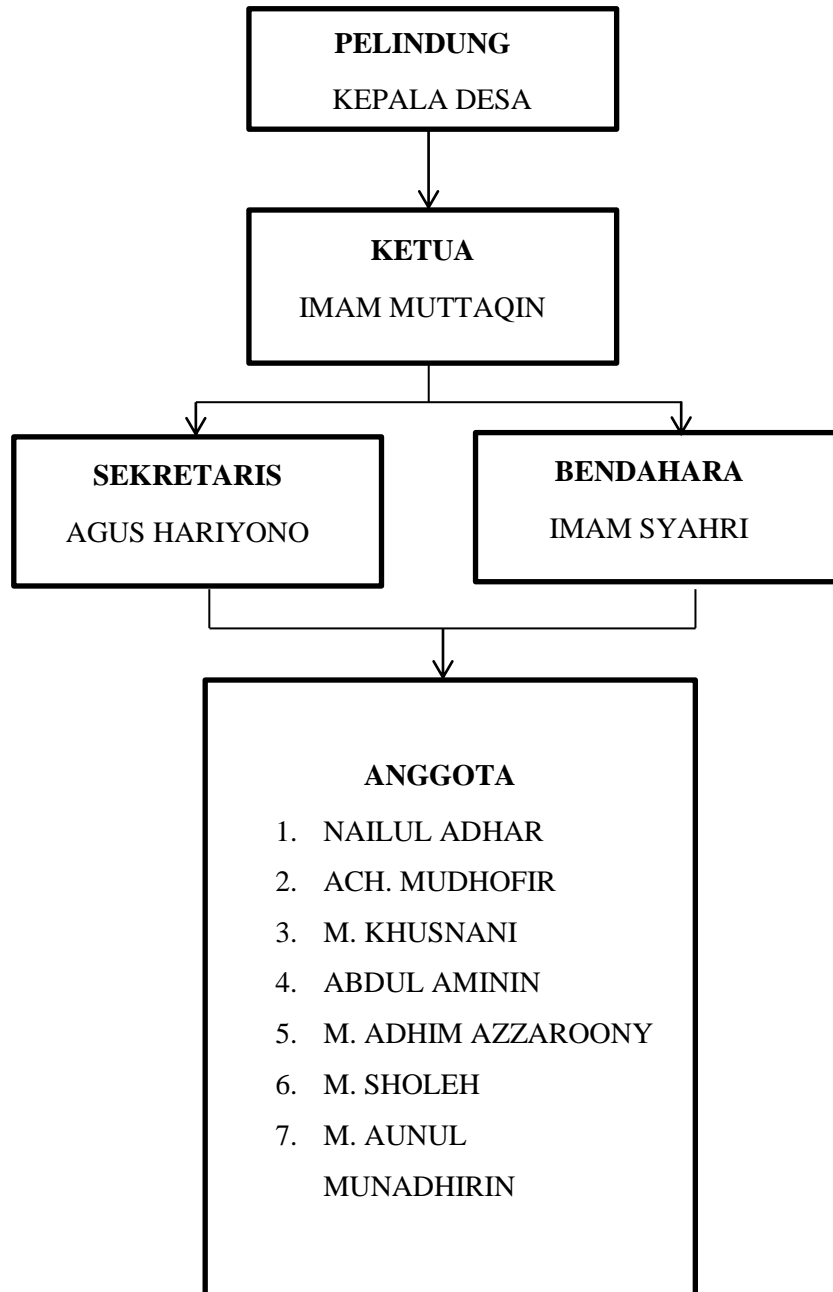 PELINDUNG
KEPALA DESA
KETUA
IMAM MUTTAQIN
SEKRETARIS
AGUS HARIYONO
BENDAHARA
IMAM SYAHRI
ANGGOTA
1. NAILUL ADHAR
2. ACH. MUDHOFIR
3. M. KHUSNANI
4. ABDUL AMININ
5. M. ADHIM AZZAROONY
6. M. SHOLEH
7. M. AUNUL
MUNADHIRIN